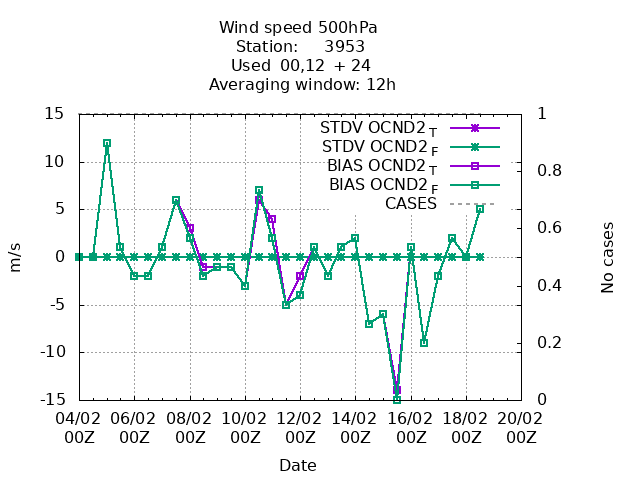 Wind speed 500hPa
Station: 3953
Used 00,12 + 24
Averaging window: 12h
15 1
STDV OCND2 T
STDV OCND2 F
10 0.8
BIAS OCND2 T
BIAS OCND2 F
CASES
5
0.6
m/s 0 No cases
-5 0.4
-10 0.2
-15 0
04/02 06/02 08/02 10/02 12/02 14/02 16/02 18/02 20/02
00Z 00Z 00Z 00Z 00Z 00Z 00Z 00Z 00Z
Date